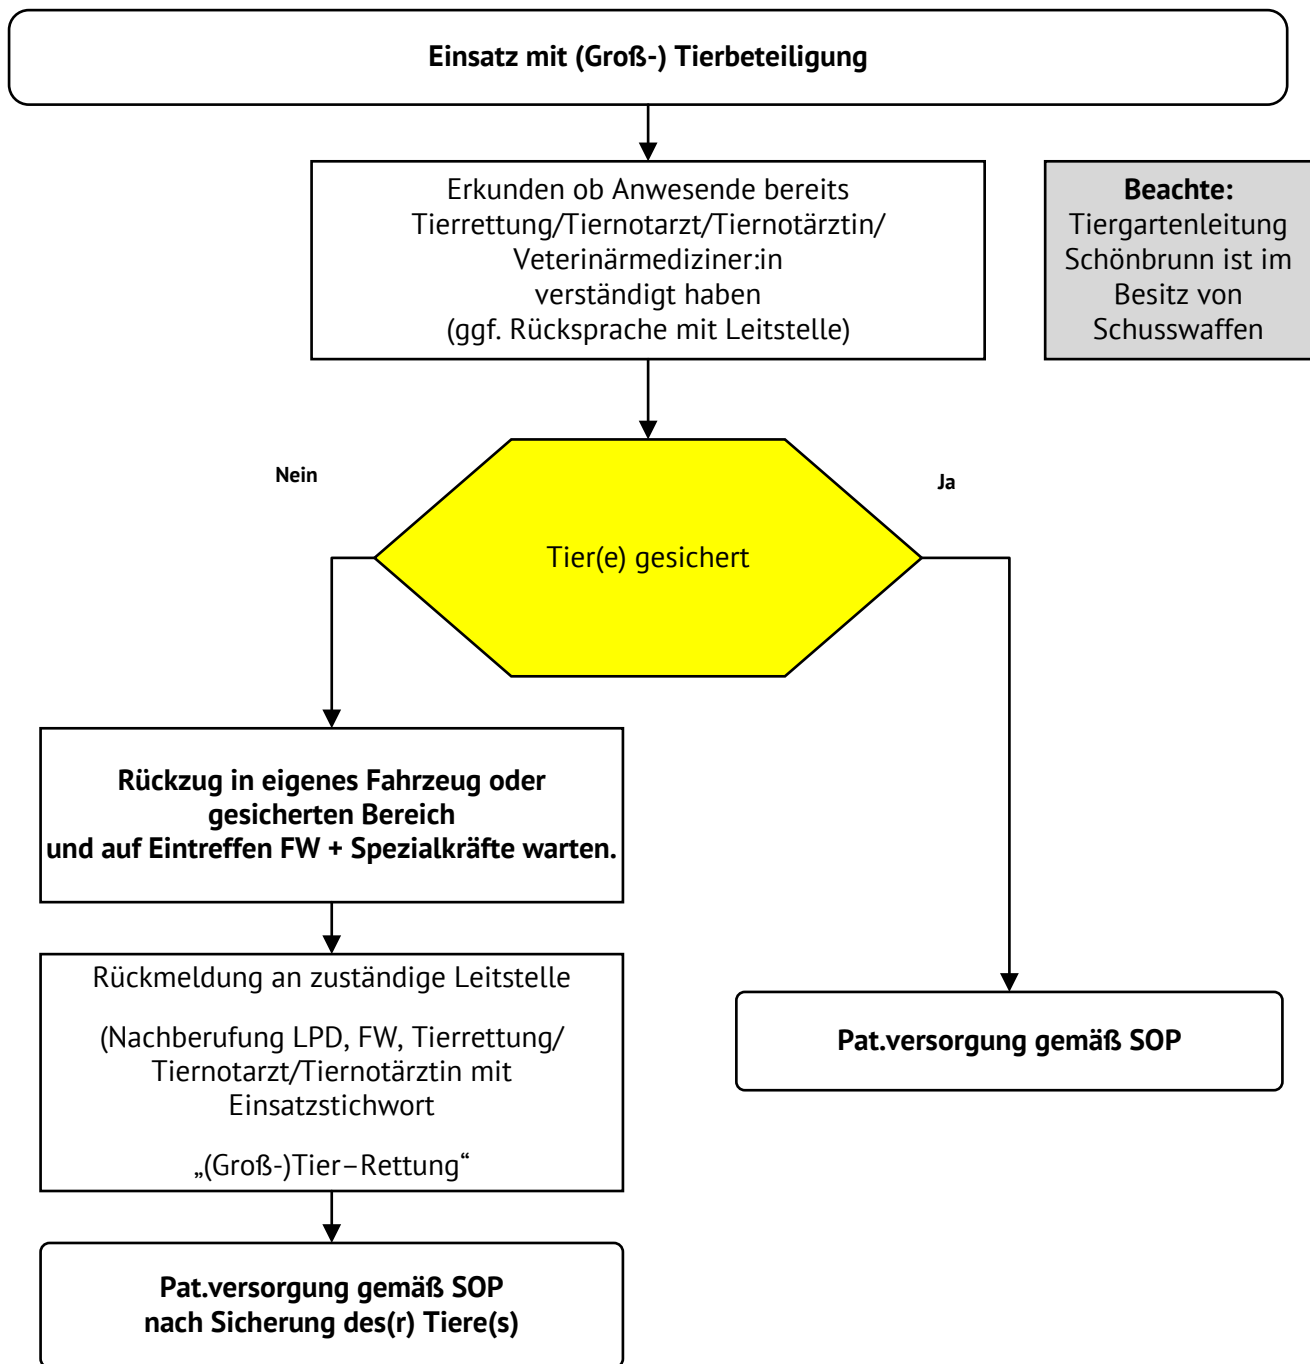 Einsatz mit (Groß-) Tierbeteiligung
Erkunden ob Anwesende bereits
Tierrettung/Tiernotarzt/Tiernotärztin/
Veterinärmediziner:in
verständigt haben
(ggf. Rücksprache mit Leitstelle)
Beachte:
Tiergartenleitung
Schönbrunn ist im
Besitz von
Schusswaffen
Nein
Ja
Tier(e) gesichert
Rückzug in eigenes Fahrzeug oder
gesicherten Bereich
und auf Eintreffen FW + Spezialkräfte warten.
Rückmeldung an zuständige Leitstelle
(Nachberufung LPD, FW, Tierrettung/
Tiernotarzt/Tiernotärztin mit
Einsatzstichwort
„(Groß-)Tier–Rettung“
Pat.versorgung gemäß SOP
Pat.versorgung gemäß SOP
nach Sicherung des(r) Tiere(s)